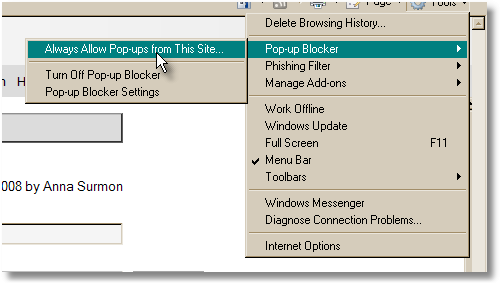 Page
Tools
Delete Browsing History...
Always Allow Pop-ups from This Site...
Pop-up Blocker
Turn Off Pop-up Blocker
Phishing Filter
Pop-up Blocker Settings
Manage Add-ons
Work Offline
Windows Update
Full Screen F11
Menu Bar
Toolbars
008 by Anna Surmon
Windows Messenger
Diagnose Connection Problems...
Internet Options